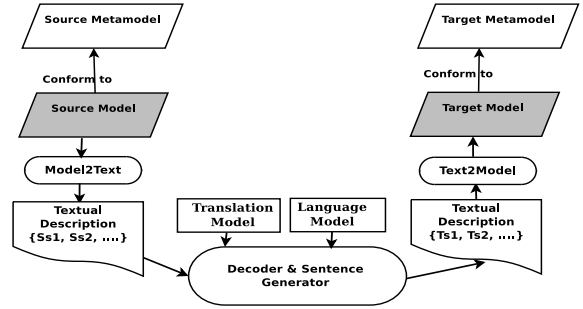 Source Metamodel
Target Metamodel
Conform to
Conform to
Source Model
Target Model
Model2Text
Text2Model
Textual
Description
{Ss1, Ss2, ....}
Translation
Model
Language
Model
Textual
Description
{Ts1, Ts2, ....}
Decoder & Sentence
Generator